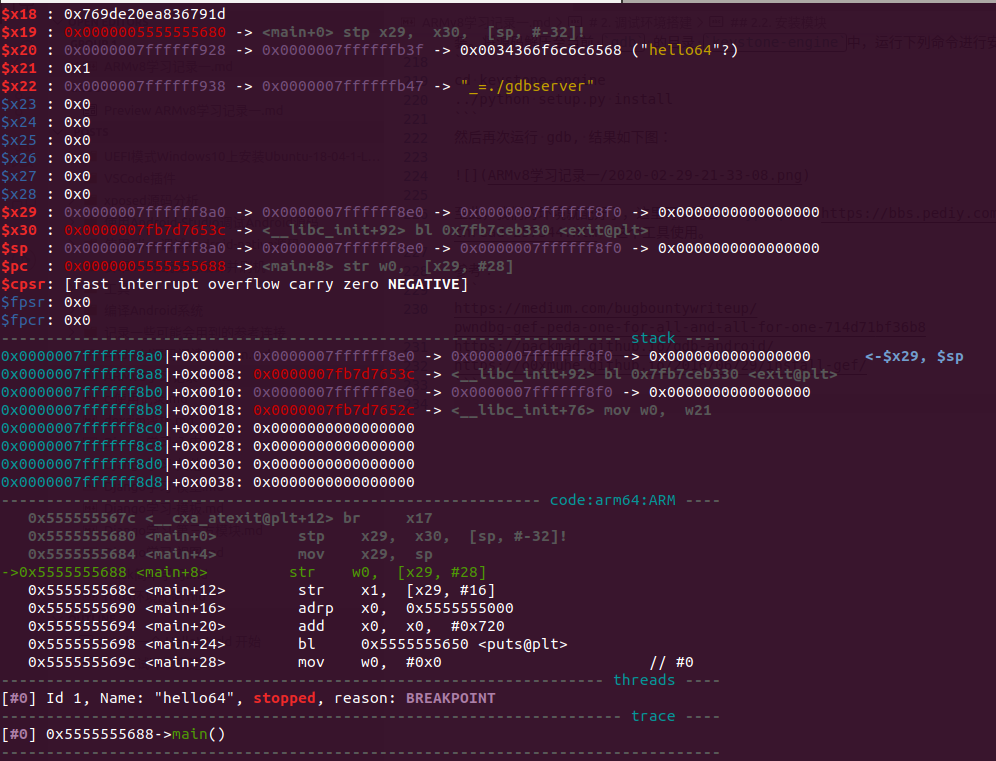 $x18 : 0x769de20ea836791d
$x19 : 0x0000005555555680 -> <main+0> stp x29, x30, [sp, #-32]!
$x20 : 0x0000007ffffff928 -> 0x0000007ffffffb3f -> 0x0034366f6c6c6568 ("hello64"?)
$x21 : 0x1
$x22 : 0x0000007ffffff938 -> 0x0000007ffffffb47 -> "_=./gdbserver"
$x23 : 0x0
$x24 : 0x0
$x25 : 0x0
$x26 : 0x0
$x27 : 0x0
$x28 : 0x0
$x29 : 0x0000007ffffff8a0 -> 0x0000007ffffff8e0 -> 0x0000007ffffff8f0 -> 0x0000000000000000
$x30 : 0x0000007fb7d7653c -> <__libc_init+92> bl 0x7fb7ceb330 <exit@plt>
$sp : 0x0000007ffffff8a0 -> 0x0000007ffffff8e0 -> 0x0000007ffffff8f0 -> 0x0000000000000000
$pc : 0x0000005555555688 -> <main+8> str w0, [x29, #28]
$cpsr: [fast interrupt overflow carry zero NEGATIVE]
$fpsr: 0x0
$fpcr: 0x0
stack
0x0000007ffffff8a0|+0x0000: 0x0000007ffffff8e0 -> 0x0000007ffffff8f0 -> 0x0000000000000000 <-$x29, $sp
0x0000007ffffff8a8|+0x0008: 0x0000007fb7d7653c -> <__libc_init+92> bl 0x7fb7ceb330 <exit@plt>
0x0000007ffffff8b0|+0x0010: 0x0000007ffffff8e0 -> 0x0000007ffffff8f0 -> 0x0000000000000000
0x0000007ffffff8b8|+0x0018: 0x0000007fb7d7652c -> <__libc_init+76> mov w0, w21
0x0000007ffffff8c0|+0x0020: 0x0000000000000000
0x0000007ffffff8c8|+0x0028: 0x0000000000000000
0x0000007ffffff8d0|+0x0030: 0x0000000000000000
0x0000007ffffff8d8|+0x0038: 0x0000000000000000
code:arm64:ARM ----
0x555555567c <__cxa_atexit@plt+12> br x17
0x5555555680 <main+0> stp x29, x30, [sp, #-32]!
0x5555555684 <main+4> mov x29, sp
->0x5555555688 <main+8> str w0, [x29, #28]
0x555555568c <main+12> str x1, [x29, #16]
0x5555555690 <main+16> adrp x0, 0x5555555000
0x5555555694 <main+20> add x0, x0, #0x720
0x5555555698 <main+24> bl 0x5555555650 <puts@plt>
0x555555569c <main+28> mov w0, #0x0 // #0
threads ----
[#0] Id 1, Name: "hello64", stopped, reason: BREAKPOINT
trace ----
[#0] 0x5555555688->main()